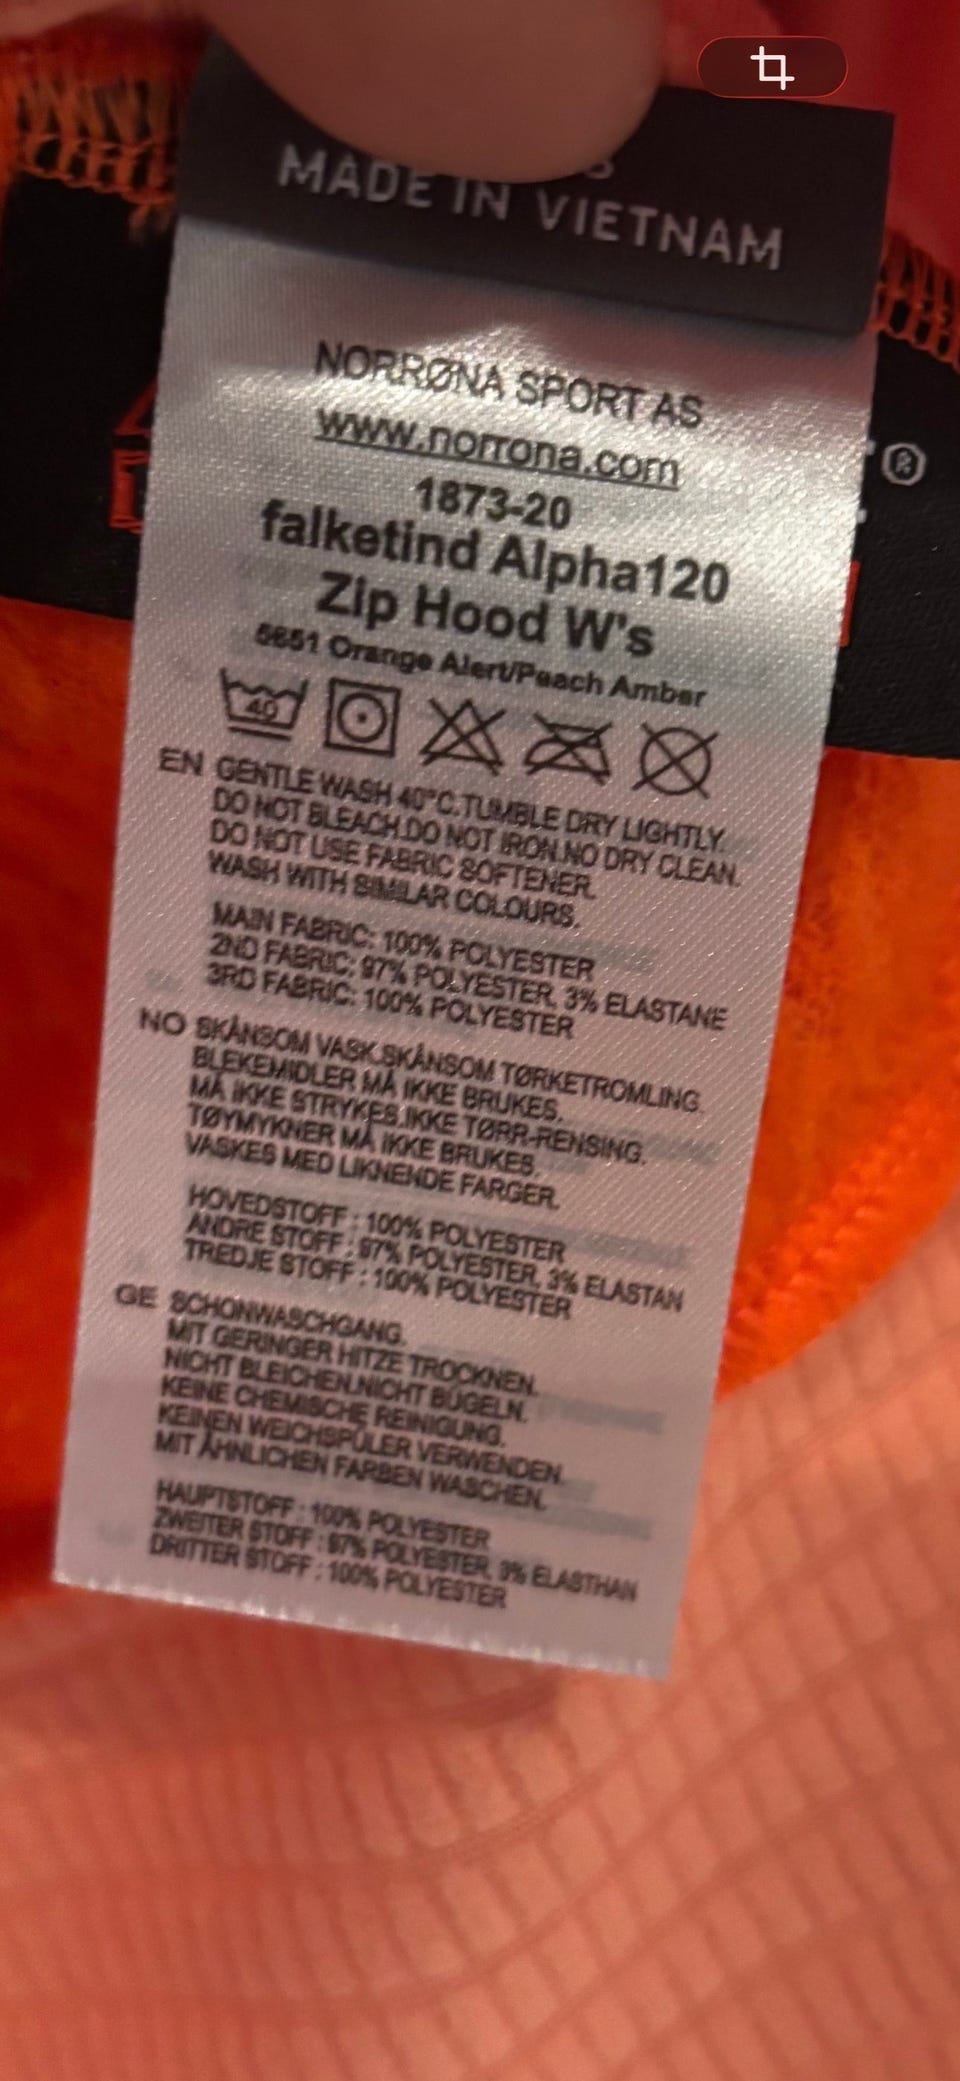 MADE IN VIETNAM
®
NORRØNA SPORT AS
www.norrona.com
1873-20
falketind Alpha120
Zip Hood W's
5651 Orange Alert/Peach Amber
40
EN GENTLE WASH 40°C.TUMBLE DRY LIGHTLY.
DO NOT BLEACH.DO NOT IRON.NO DRY CLEAN.
DO NOT USE FABRIC SOFTENER.
WASH WITH SIMILAR COLOURS.
MAIN FABRIC: 100% POLYESTER
2ND FABRIC: 97% POLYESTER, 3% ELASTANE
3RD FABRIC: 100% POLYESTER
NO SKÅNSOM VASK.SKÅNSOM TØRKETROMLING.
BLEKEMIDLER MÅ IKKE BRUKES.
MÅ IKKE STRYKES.IKKE TØRR-RENSING.
TØYMYKNER MÅ IKKE BRUKES.
VASKES MED LIKNENDE FARGER.
HOVEDSTOFF : 100% POLYESTER
ANDRE STOFF : 97% POLYESTER, 3% ELASTAN
TREDJE STOFF : 100% POLYESTER
GE SCHONWASCHGANG.
MIT GERINGER HITZE TROCKNEN.
NICHT BLEICHEN.NICHT BÜGELN.
KEINE CHEMISCHE REINIGUNG.
KEINEN WEICHSPÜLER VERWENDEN.
MIT ÄHNLICHEN FARBEN WASCHEN.
HAUPTSTOFF : 100% POLYESTER
ZWEITER STOFF : 97% POLYESTER, 3% ELASTHAN
DRITTER STOFF : 100% POLYESTER